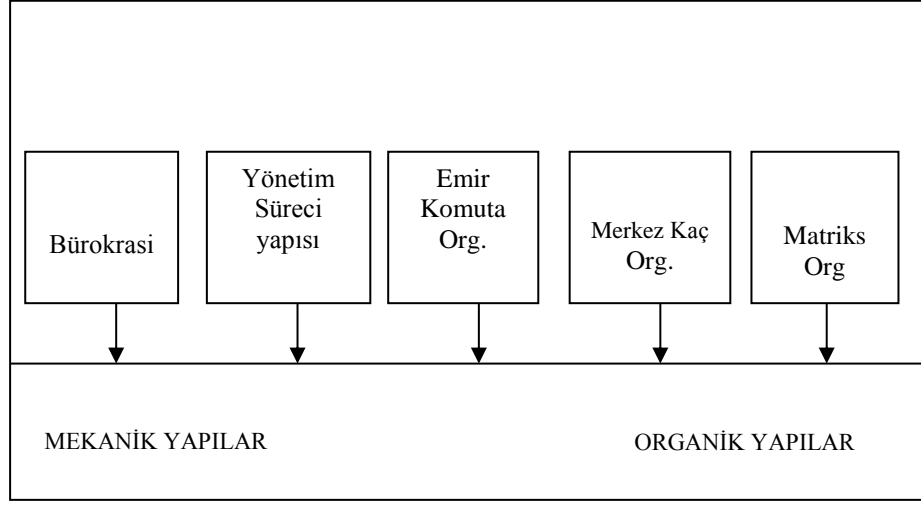 Bürokrasi
Yönetim
Süreci
yapısı
Emir
Komuta
Org.
Merkez Kaç
Org.
Matriks
Org
MEKANİK YAPILAR
ORGANİK YAPILAR